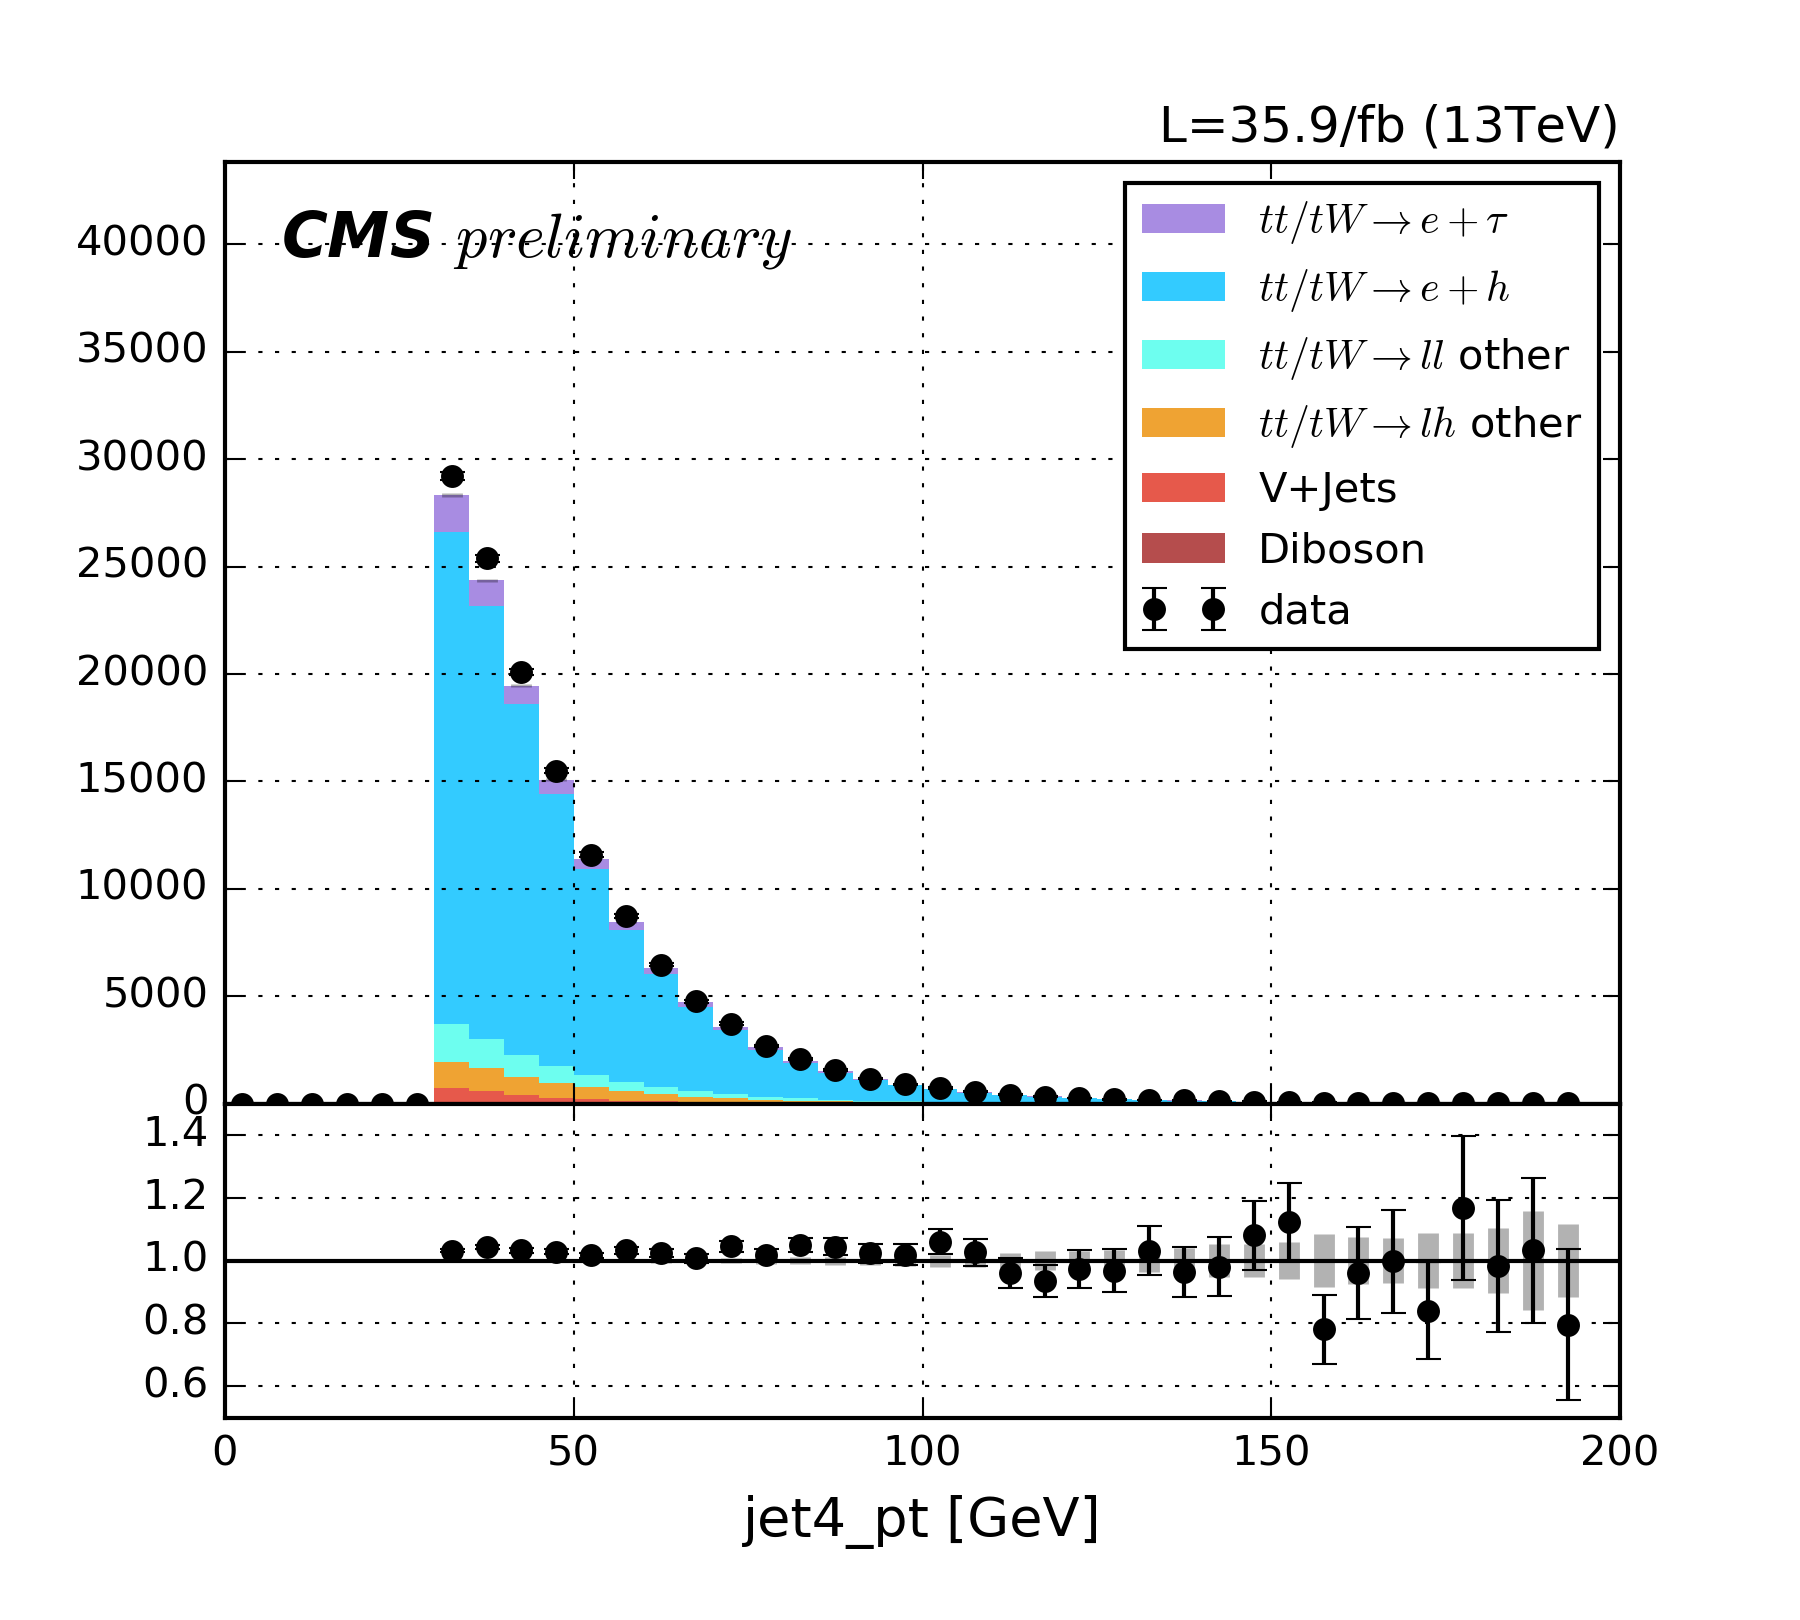 L=35.9/fb (13TeV)
CMS preliminary
40000
35000
30000
25000
20000
15000
10000
5000
0
tt/tW→e+τ
tt/tW→e+h
tt/tW→ll other
tt/tW→lh other
V+Jets
Diboson
data
1.4
1.2
1.0
0.8
0.6
0 50 100 150 200
jet4_pt [GeV]